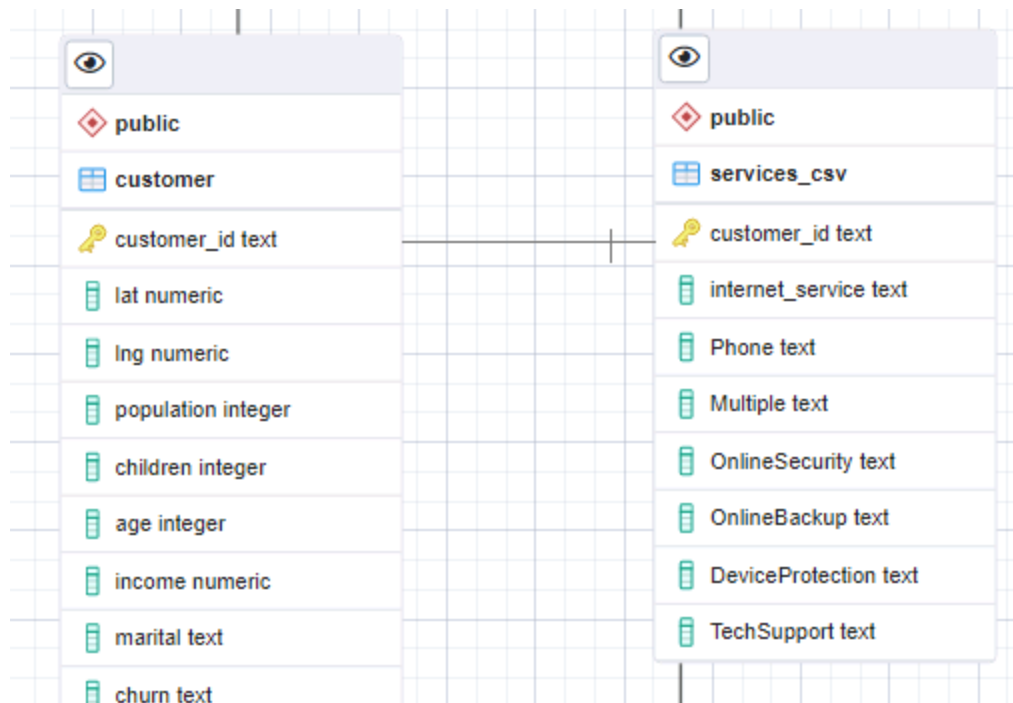 public
customer
customer_id text
lat numeric
lng numeric
population integer
children integer
age integer
income numeric
marital text
churn text
public
services_csv
customer_id text
internet_service text
Phone text
Multiple text
OnlineSecurity text
OnlineBackup text
DeviceProtection text
TechSupport text